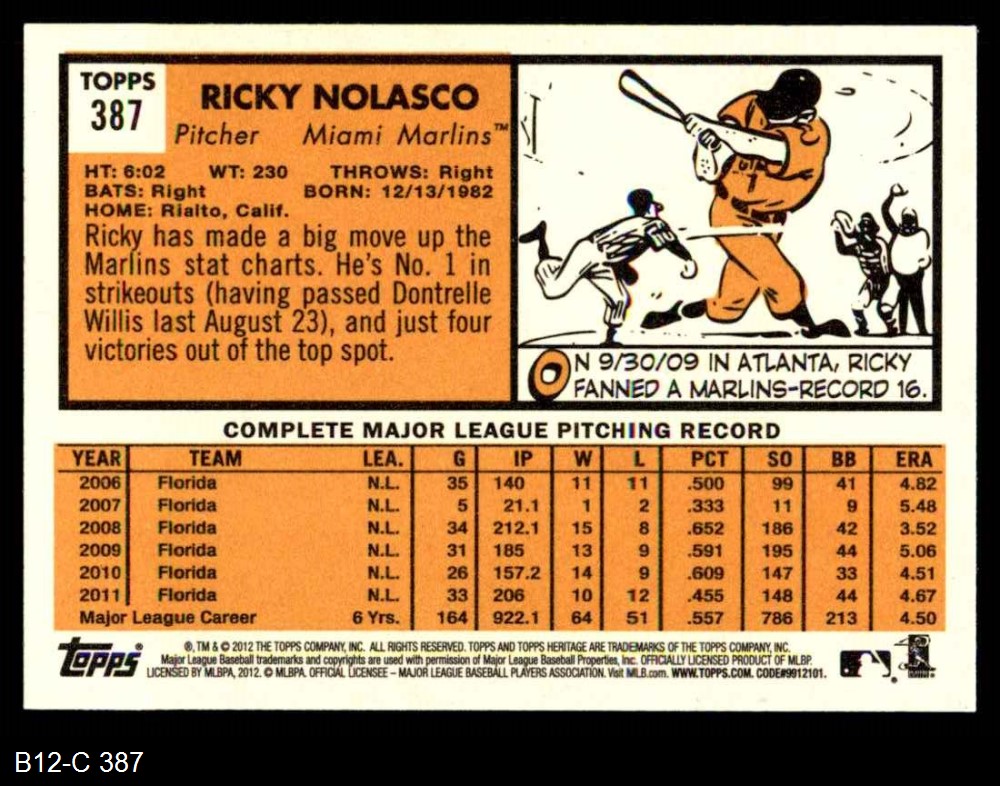 TOPPS
387
RICKY NOLASCO
Pitcher Miami Marlins™
HT: 6:02 WT: 230 THROWS: Right
BATS: Right BORN: 12/13/1982
HOME: Rialto, Calif.
Ricky has made a big move up the
Marlins stat charts. He's No. 1 in
strikeouts (having passed Dontrelle
Willis last August 23), and just four
victories out of the top spot.
ON 9/30/09 IN ATLANTA, RICKY
FANNED A MARLINS-RECORD 16.
COMPLETE MAJOR LEAGUE PITCHING RECORD
YEAR TEAM LEA. G IP W L PCT SO BB ERA
2006 Florida N.L. 35 140 11 11 .500 99 41 4.82
2007 Florida N.L. 5 21.1 1 2 .333 11 9 5.48
2008 Florida N.L. 34 212.1 15 8 .652 186 42 3.52
2009 Florida N.L. 31 185 13 9 .591 195 44 5.06
2010 Florida N.L. 26 157.2 14 9 .609 147 33 4.51
2011 Florida N.L. 33 206 10 12 .455 148 44 4.67
Major League Career 6 Yrs. 164 922.1 64 51 .557 786 213 4.50
Topps ®, TM & © 2012 THE TOPPS COMPANY, INC. ALL RIGHTS RESERVED. TOPPS AND TOPPS HERITAGE ARE TRADEMARKS OF THE TOPPS COMPANY, INC.
Major League Baseball trademarks and copyrights are used with permission of Major League Baseball Properties, Inc. OFFICIALLY LICENSED PRODUCT OF MLBP.
LICENSED BY MLBPA, 2012. © MLBPA. OFFICIAL LICENSEE – MAJOR LEAGUE BASEBALL PLAYERS ASSOCIATION. Visit MLB.com. WWW.TOPPS.COM. CODE#9912101.
B12-C 387